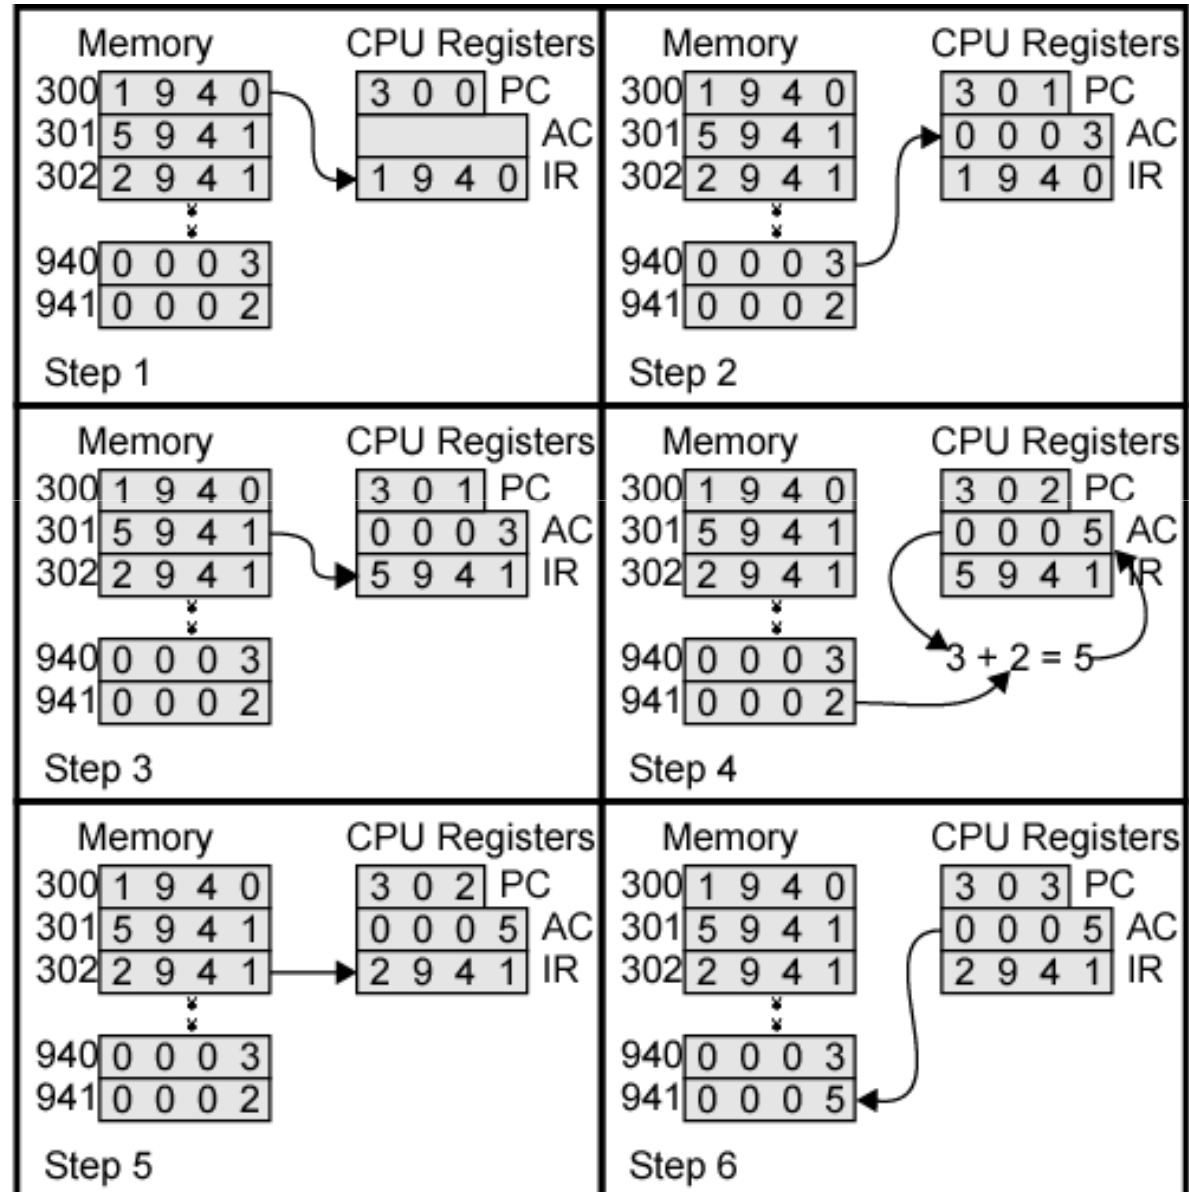 Memory CPU Registers
300 1 9 4 0 3 0 0 PC
301 5 9 4 1 AC
302 2 9 4 1 1 9 4 0 IR
940 0 0 0 3
941 0 0 0 2
Step 1
Memory CPU Registers
300 1 9 4 0 3 0 1 PC
301 5 9 4 1 0 0 0 3 AC
302 2 9 4 1 1 9 4 0 IR
940 0 0 0 3
941 0 0 0 2
Step 2
Memory CPU Registers
300 1 9 4 0 3 0 1 PC
301 5 9 4 1 0 0 0 3 AC
302 2 9 4 1 5 9 4 1 IR
940 0 0 0 3
941 0 0 0 2
Step 3
Memory CPU Registers
300 1 9 4 0 3 0 2 PC
301 5 9 4 1 0 0 0 5 AC
302 2 9 4 1 5 9 4 1 IR
940 0 0 0 3 3 + 2 = 5
941 0 0 0 2
Step 4
Memory CPU Registers
300 1 9 4 0 3 0 2 PC
301 5 9 4 1 0 0 0 5 AC
302 2 9 4 1 2 9 4 1 IR
940 0 0 0 3
941 0 0 0 2
Step 5
Memory CPU Registers
300 1 9 4 0 3 0 3 PC
301 5 9 4 1 0 0 0 5 AC
302 2 9 4 1 2 9 4 1 IR
940 0 0 0 3
941 0 0 0 5
Step 6